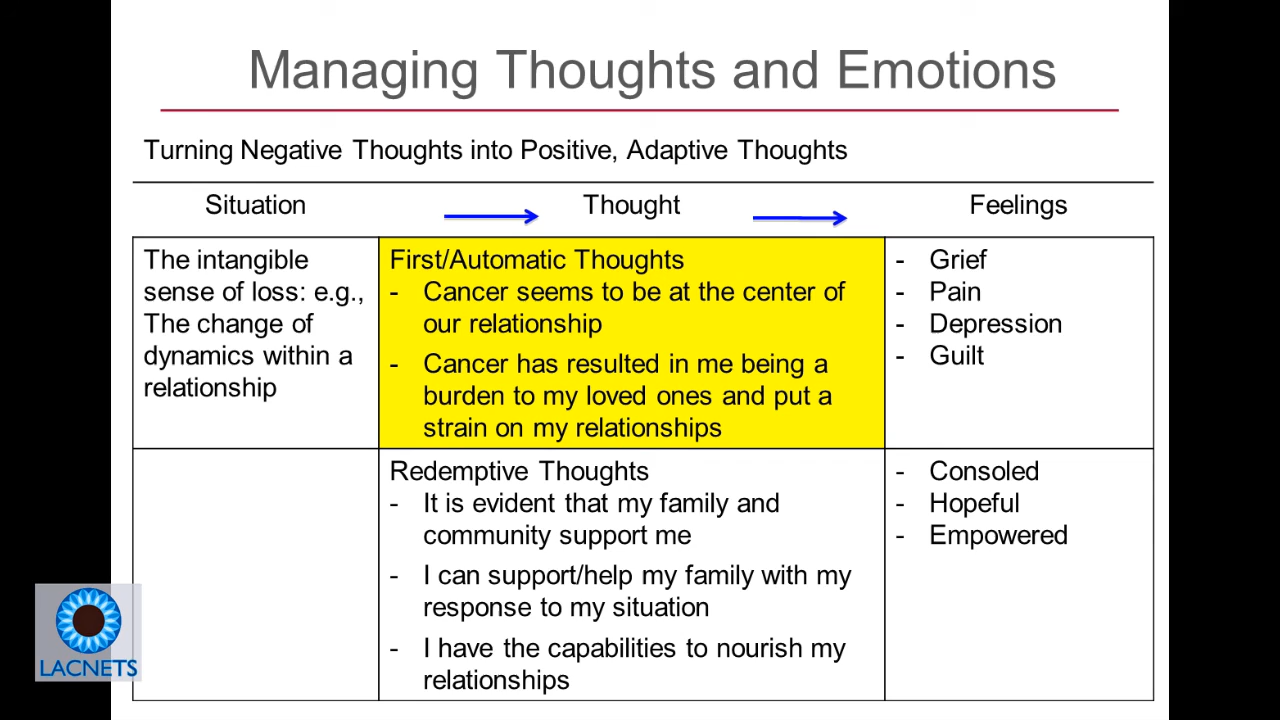 Managing Thoughts and Emotions
Turning Negative Thoughts into Positive, Adaptive Thoughts
Situation
Thought
Feelings
The intangible
sense of loss: e.g.,
The change of
dynamics within a
relationship
First/Automatic Thoughts
- Cancer seems to be at the center of
our relationship
- Cancer has resulted in me being a
burden to my loved ones and put a
strain on my relationships
- Grief
- Pain
- Depression
- Guilt
Redemptive Thoughts
- It is evident that my family and
community support me
- I can support/help my family with my
response to my situation
- I have the capabilities to nourish my
relationships
- Consoled
- Hopeful
- Empowered
LACNETS